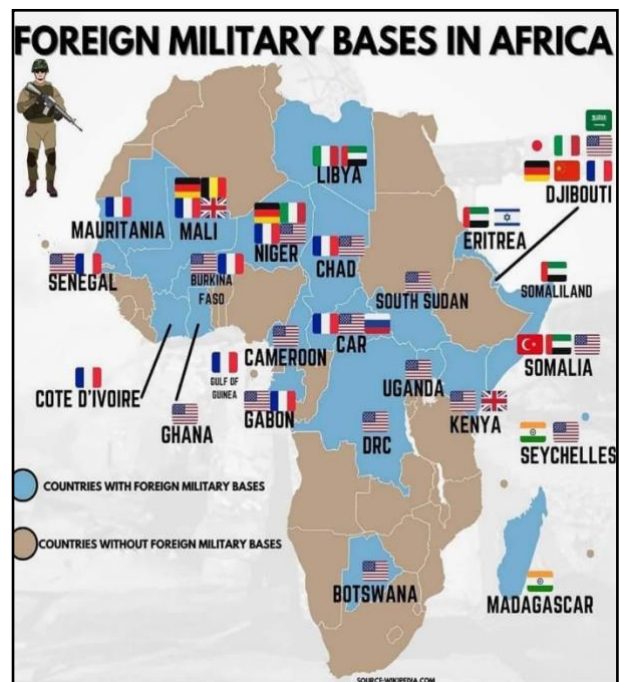 FOREIGN MILITARY BASES IN AFRICA
LIBYA
DJIBOUTI
MAURITANIA
MALI
NIGER
CHAD
ERITREA
SENEGAL
BURKINA
FASO
SOUTH SUDAN
SOMALILAND
CAMEROON
CAR
SOMALIA
COTE D'IVOIRE
GULF OF
GUINEA
GHANA
GABON
UGANDA
KENYA
DRC
SEYCHELLES
COUNTRIES WITH FOREIGN MILITARY BASES
COUNTRIES WITHOUT FOREIGN MILITARY BASES
BOTSWANA
MADAGASCAR
SOURCE:WIKIPEDIA.COM